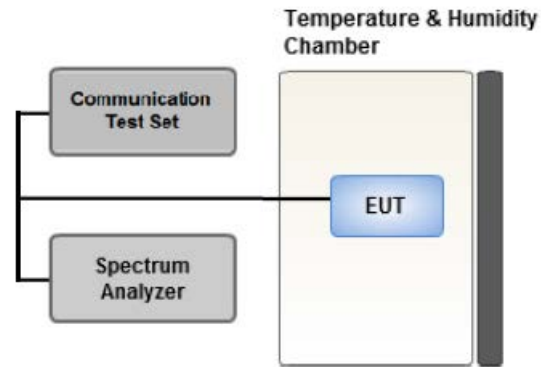 Temperature & Humidity
Chamber
Communication
Test Set
EUT
Spectrum
Analyzer